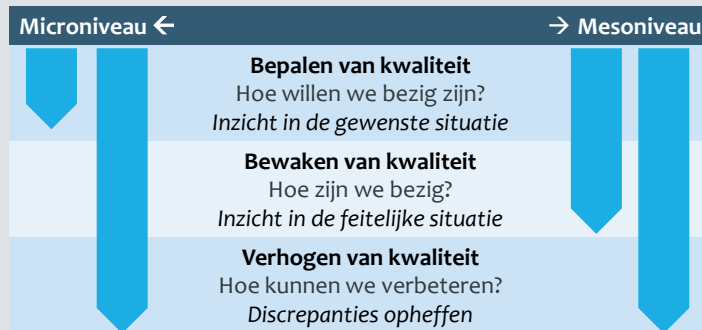 Microniveau ← → Mesoniveau
Bepalen van kwaliteit
Hoe willen we bezig zijn?
Inzicht in de gewenste situatie
Bewaken van kwaliteit
Hoe zijn we bezig?
Inzicht in de feitelijke situatie
Verhogen van kwaliteit
Hoe kunnen we verbeteren?
Discrepanties opheffen